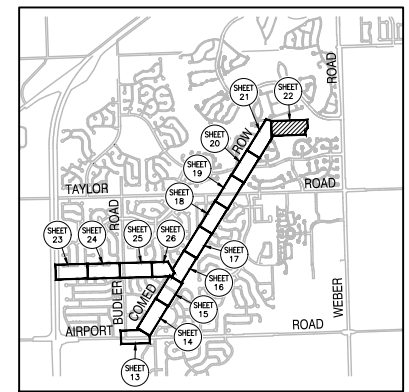 SHEET
21
SHEET
22
ROAD
SHEET
20
ROW
SHEET
19
TAYLOR
ROAD
SHEET
18
ROAD
SHEET
23
SHEET
24
SHEET
25
SHEET
26
SHEET
17
SHEET
16
BUDLER
COMED
SHEET
15
WEBER
AIRPORT
SHEET
14
ROAD
SHEET
13